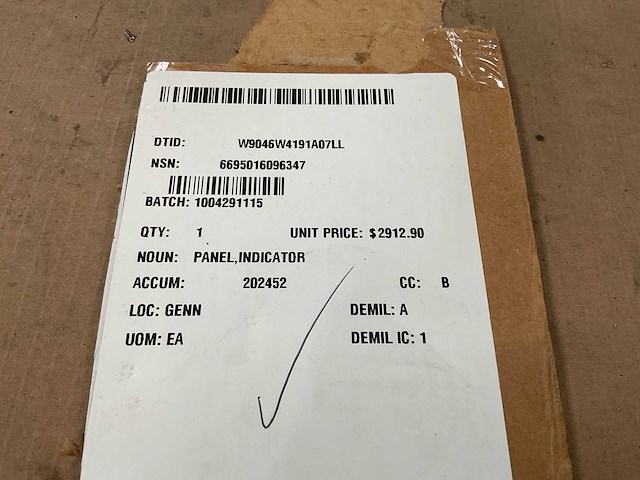 DTID: W9046W4191A07LL
NSN: 6695016096347
BATCH: 1004291115
QTY: 1 UNIT PRICE: $2912.90
NOUN: PANEL,INDICATOR
ACCUM: 202452 CC: B
LOC: GENN DEMIL: A
UOM: EA DEMIL IC: 1